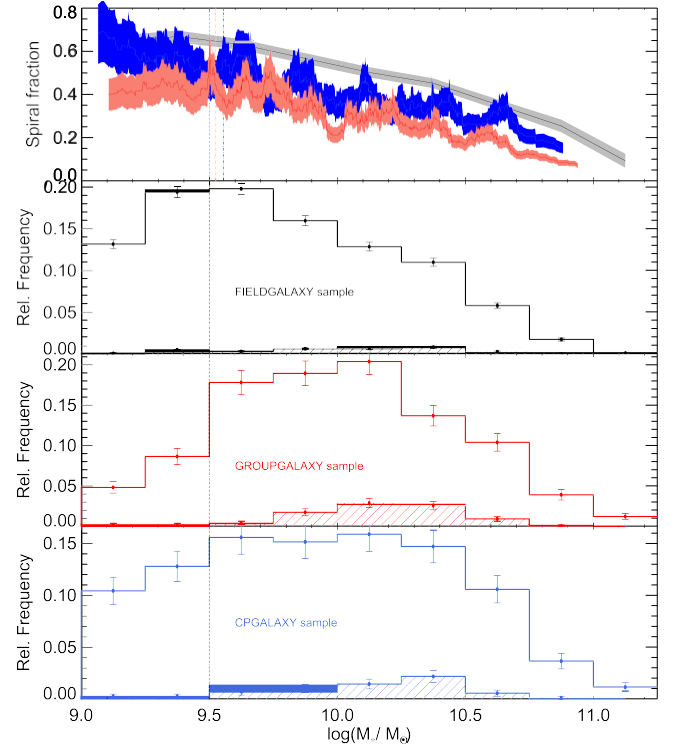 0.8
0.6
0.4
0.2
0.0
Spiral fraction
0.20
0.15
0.10
0.05
0.00
Rel. Frequency
FIELDGALAXY sample
0.20
0.15
0.10
0.05
0.00
Rel. Frequency
GROUPGALAXY sample
0.15
0.10
0.05
0.00
Rel. Frequency
CPGALAXY sample
9.0 9.5 10.0 10.5 11.0
log(M*/ M⊙)